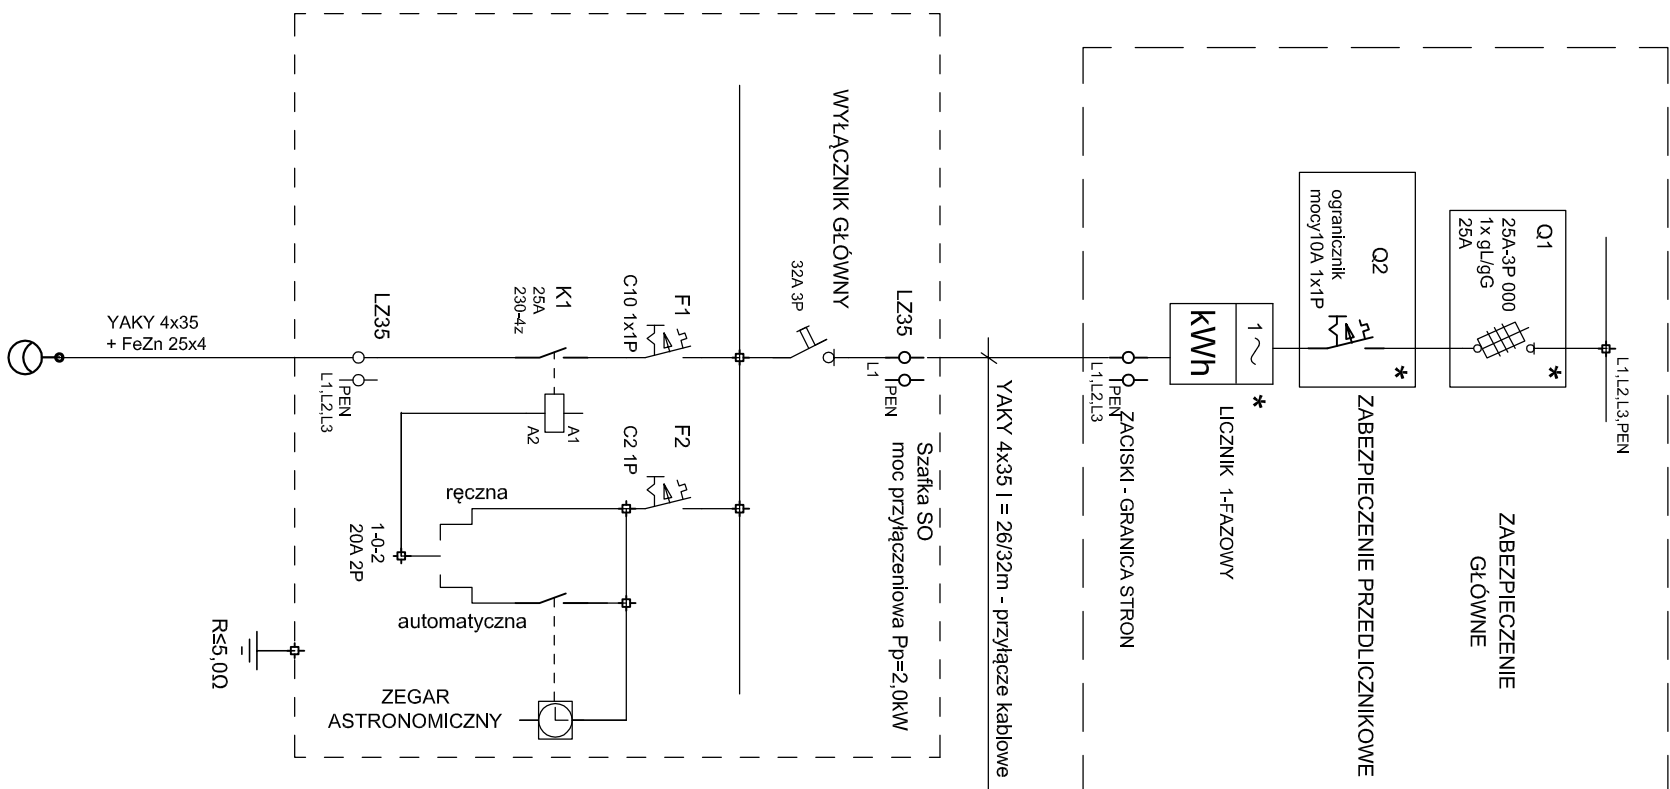 WYŁĄCZNIK GŁÓWNY
32A 3P
LZ35
L1
PEN
Szafka SO
moc przyłączeniowa Pp=2,0kW
F1
C10 1x1P
K1
25A
230-4z
A1
A2
LZ35
PEN
L1,L2,L3
YAKY 4x35
+ FeZn 25x4
F2
C2 1P
ręczna
1-0-2
20A 2P
automatyczna
ZEGAR
ASTRONOMICZNY
R≤5,0Ω
YAKY 4x35 l = 26/32m - przyłącze kablowe
PEN
L1,L2,L3
ZACISKI - GRANICA STRON
1 ~
kWh
*
LICZNIK 1-FAZOWY
Q2
ogranicznik
mocy10A 1x1P
*
ZABEZPIECZENIE PRZEDLICZNIKOWE
Q1
25A-3P 000
1x gL/gG
25A
*
ZABEZPIECZENIE
GŁÓWNE
L1,L2,L3,PEN